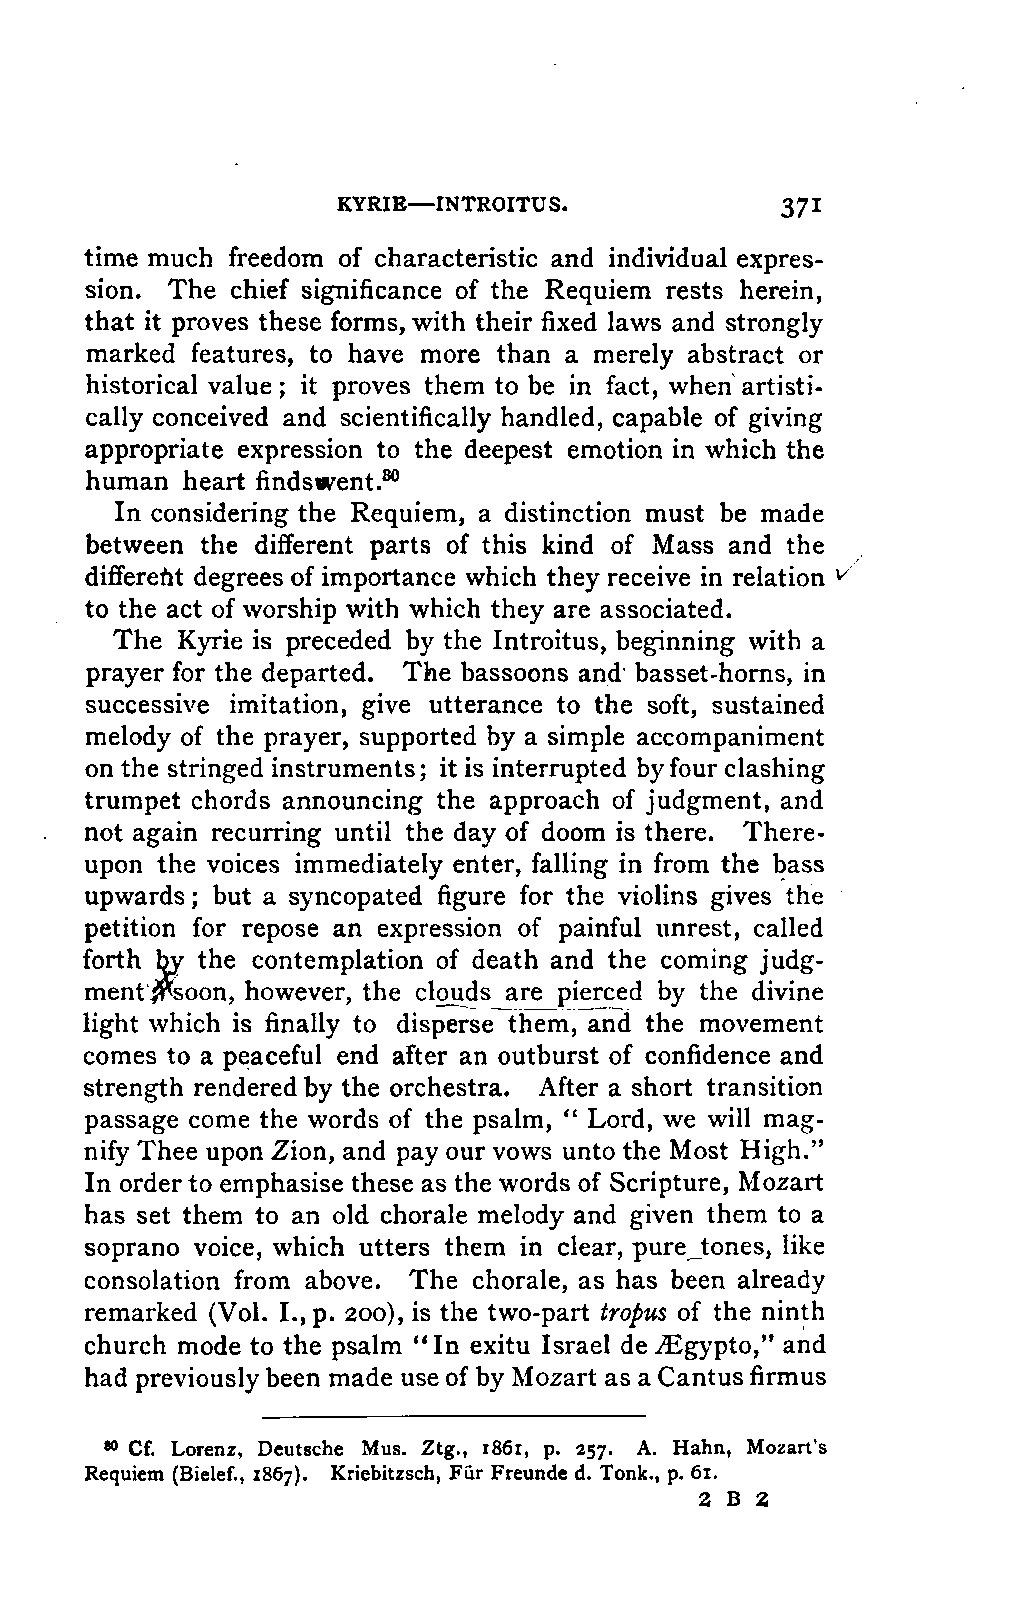 KYRIE—INTROITUS. 371
time much freedom of characteristic and individual expres-
sion. The chief significance of the Requiem rests herein,
that it proves these forms, with their fixed laws and strongly
marked features, to have more than a merely abstract or
historical value; it proves them to be in fact, when artisti-
cally conceived and scientifically handled, capable of giving
appropriate expression to the deepest emotion in which the
human heart finds vent.80
In considering the Requiem, a distinction must be made
between the different parts of this kind of Mass and the
different degrees of importance which they receive in relation
to the act of worship with which they are associated.
The Kyrie is preceded by the Introitus, beginning with a
prayer for the departed. The bassoons and basset-horns, in
successive imitation, give utterance to the soft, sustained
melody of the prayer, supported by a simple accompaniment
on the stringed instruments; it is interrupted by four clashing
trumpet chords announcing the approach of judgment, and
not again recurring until the day of doom is there. There-
upon the voices immediately enter, falling in from the bass
upwards; but a syncopated figure for the violins gives the
petition for repose an expression of painful unrest, called
forth by the contemplation of death and the coming judg-
ment soon, however, the clouds are pierced by the divine
light which is finally to disperse them, and the movement
comes to a peaceful end after an outburst of confidence and
strength rendered by the orchestra. After a short transition
passage come the words of the psalm, "Lord, we will mag-
nify Thee upon Zion, and pay our vows unto the Most High."
In order to emphasise these as the words of Scripture, Mozart
has set them to an old chorale melody and given them to a
soprano voice, which utters them in clear, pure tones, like
consolation from above. The chorale, as has been already
remarked (Vol. I., p. 200), is the two-part tropus of the ninth
church mode to the psalm "In exitu Israel de Ægypto," and
had previously been made use of by Mozart as a Cantus firmus
80 Cf. Lorenz, Deutsche Mus. Ztg., 1861, p. 257. A. Hahn, Mozart's
Requiem (Bielef., 1867). Kriebitzsch, Für Freunde d. Tonk., p. 61.
2 B 2